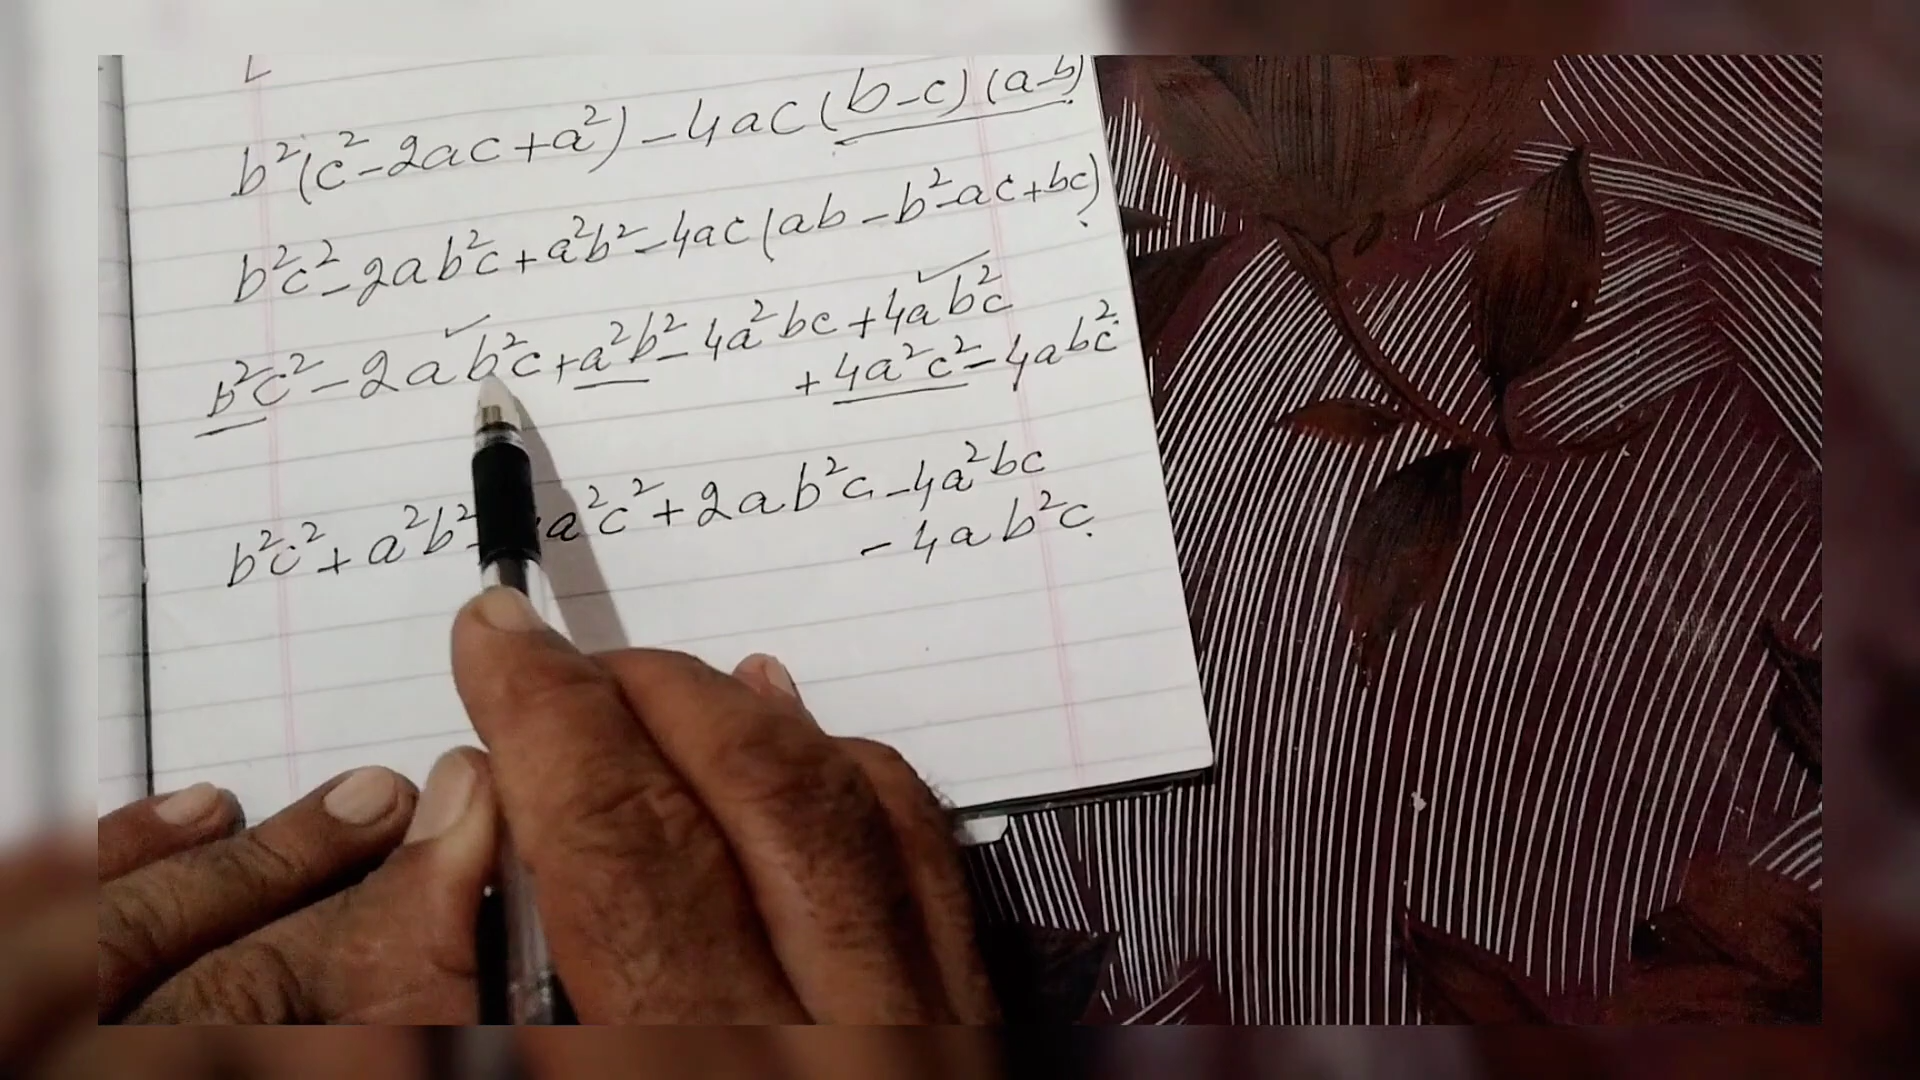 b²(c²-2ac+a²)-4ac(b-c)(a-b)
b²c²-2ab²c+a²b²-4ac(ab-b²-ac+bc)
b²c²-2ab²c+a²b²-4a²bc+4ab²c
+4a²c²-4abc²
b²c²+a²b² a²c²+2ab²c-4a²bc
-4ab²c